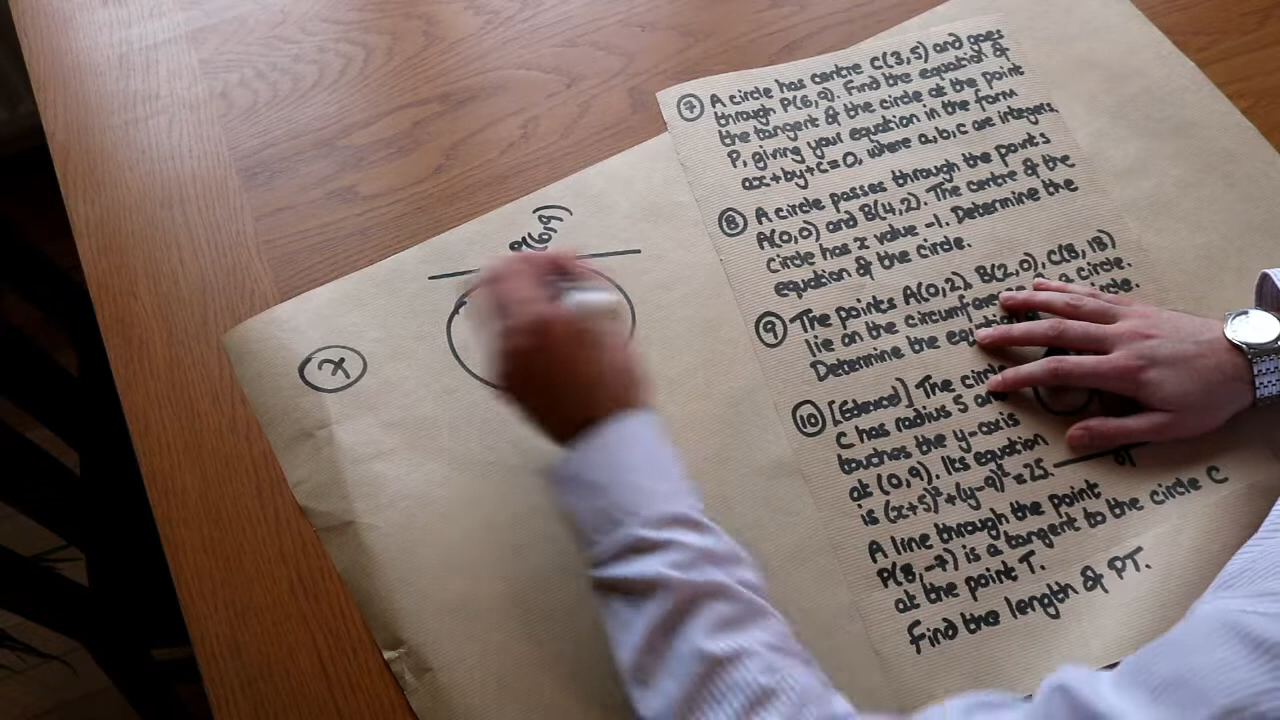 P(6,9)
7
7 A circle has centre C(3,5) and goes
through P(6,9). Find the equation of
the tangent of the circle at the point
P, giving your equation in the form
ax+by+c=0, where a, b, c are integers.
8 A circle passes through the points
A(0,0) and B(4,2). The centre of the
circle has x value -1. Determine the
equation of the circle.
9 The points A(0,2), B(2,0), C(8,18)
lie on the circumference a circle.
Determine the
10 [Edexcel] The circle
C has radius 5
touches the y-axis
at (0,9). Its equation
is (x+5)²+(y-9)²=25.
A line through the point
P(8,-7) is a tangent to the circle C
at the point T.
Find the length of PT.